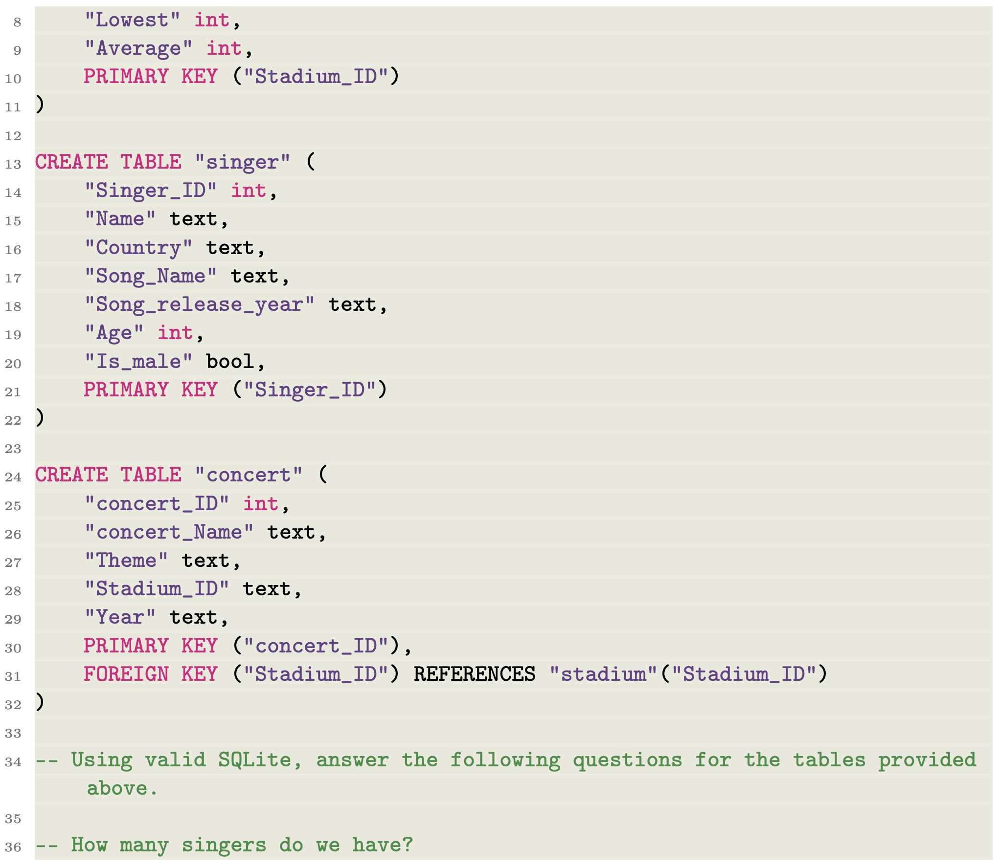 8 "Lowest" int,
9 "Average" int,
10 PRIMARY KEY ("Stadium_ID")
11 )
12
13 CREATE TABLE "singer" (
14 "Singer_ID" int,
15 "Name" text,
16 "Country" text,
17 "Song_Name" text,
18 "Song_release_year" text,
19 "Age" int,
20 "Is_male" bool,
21 PRIMARY KEY ("Singer_ID")
22 )
23
24 CREATE TABLE "concert" (
25 "concert_ID" int,
26 "concert_Name" text,
27 "Theme" text,
28 "Stadium_ID" text,
29 "Year" text,
30 PRIMARY KEY ("concert_ID"),
31 FOREIGN KEY ("Stadium_ID") REFERENCES "stadium"("Stadium_ID")
32 )
33
34 -- Using valid SQLite, answer the following questions for the tables provided
above.
35
36 -- How many singers do we have?